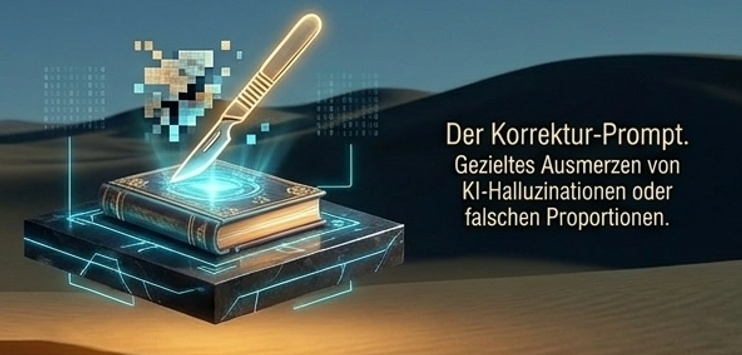 Der Korrektur-Prompt.
Gezieltes Ausmerzen von
KI-Halluzinationen oder
falschen Proportionen.